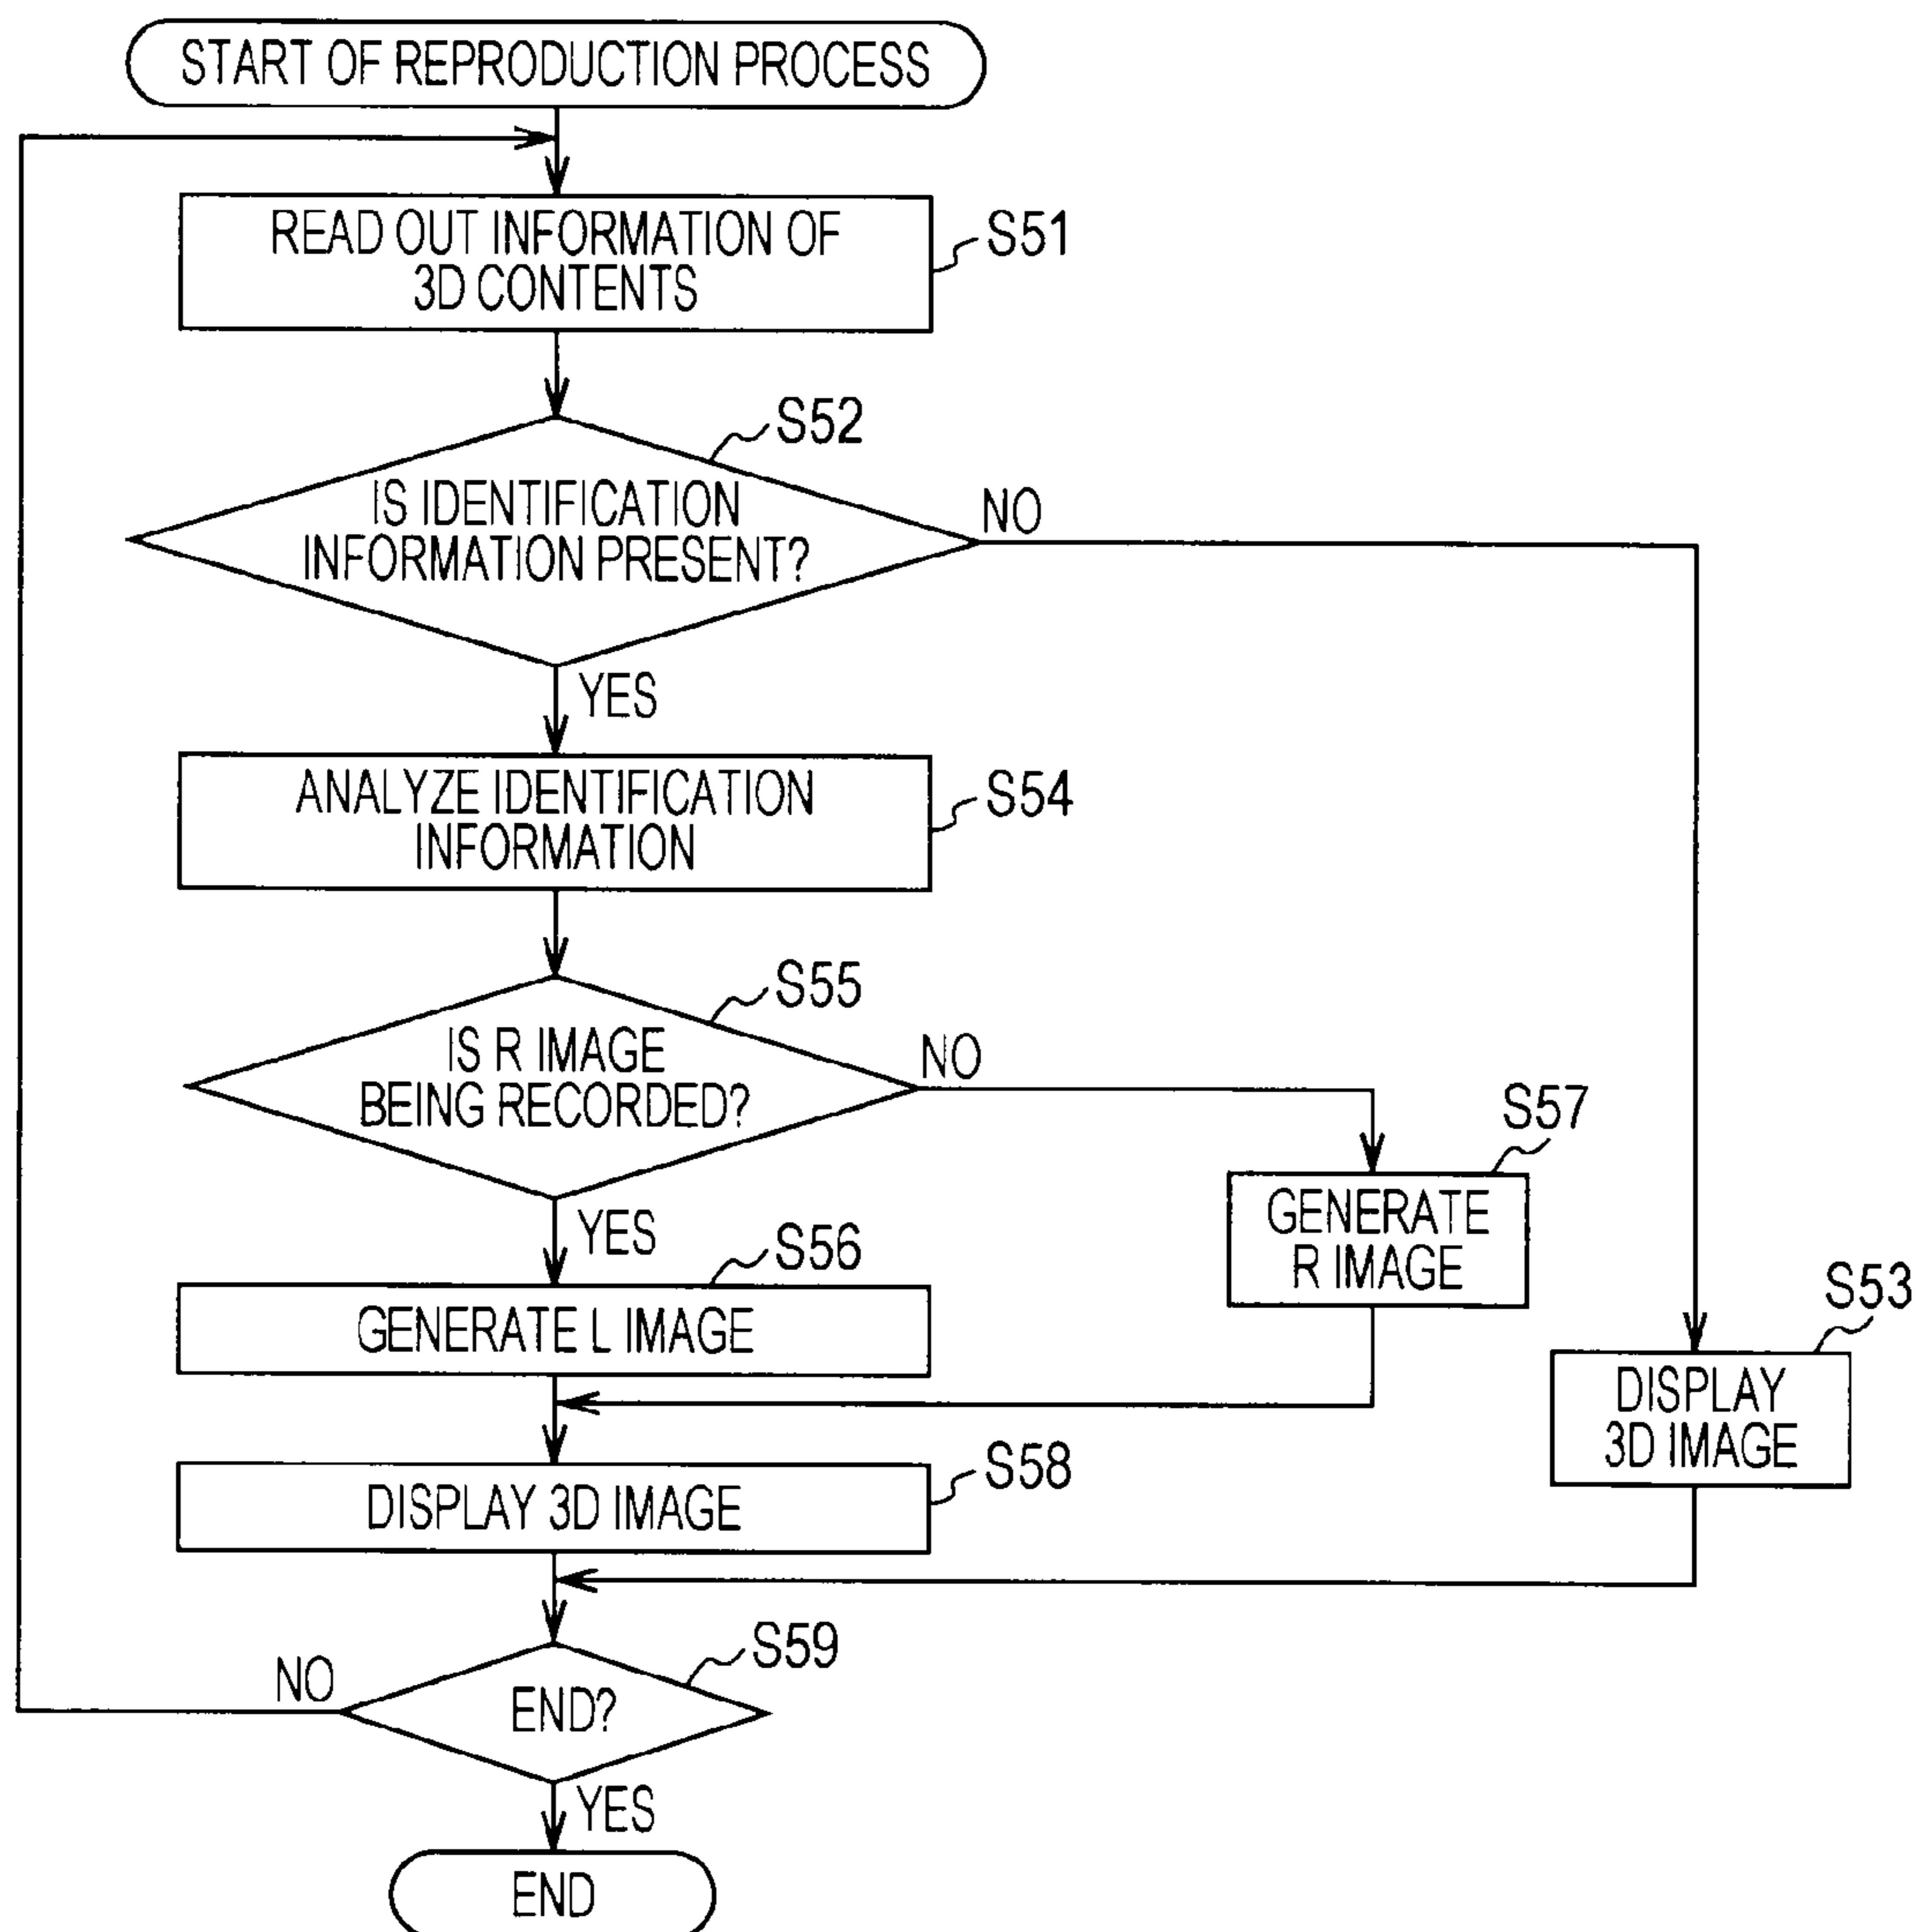 START OF REPRODUCTION PROCESS
READ OUT INFORMATION OF
3D CONTENTS
S51
S52
IS IDENTIFICATION
INFORMATION PRESENT?
NO
YES
ANALYZE IDENTIFICATION
INFORMATION
S54
S55
IS R IMAGE
BEING RECORDED?
NO
YES
S57
GENERATE
R IMAGE
S56
GENERATE L IMAGE
S53
DISPLAY
3D IMAGE
DISPLAY 3D IMAGE
S58
S59
NO
END?
YES
END